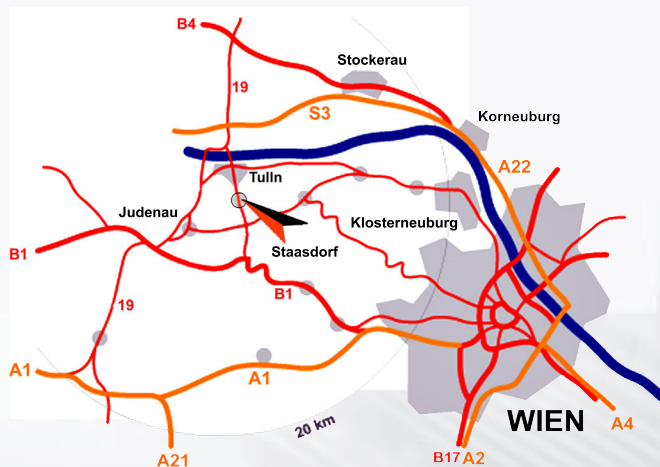 B4
Stockerau
19
S3
Korneuburg
A22
Tulln
Judenau
Klosterneuburg
B1
Staasdorf
B1
19
A1
A1
20 km
WIEN
A4
A21
B17 A2